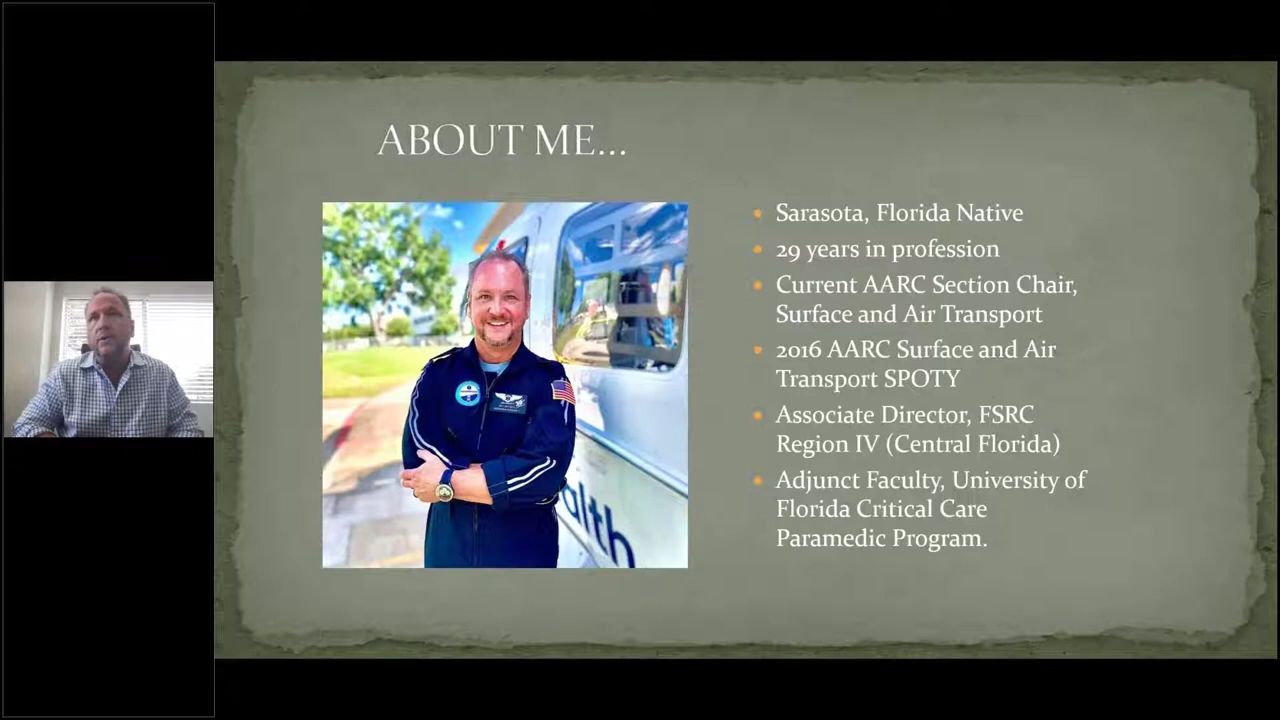 ABOUT ME...
Sarasota, Florida Native
29 years in profession
Current AARC Section Chair,
Surface and Air Transport
2016 AARC Surface and Air
Transport SPOTY
Associate Director, FSRC
Region IV (Central Florida)
Adjunct Faculty, University of
Florida Critical Care
Paramedic Program.
alth